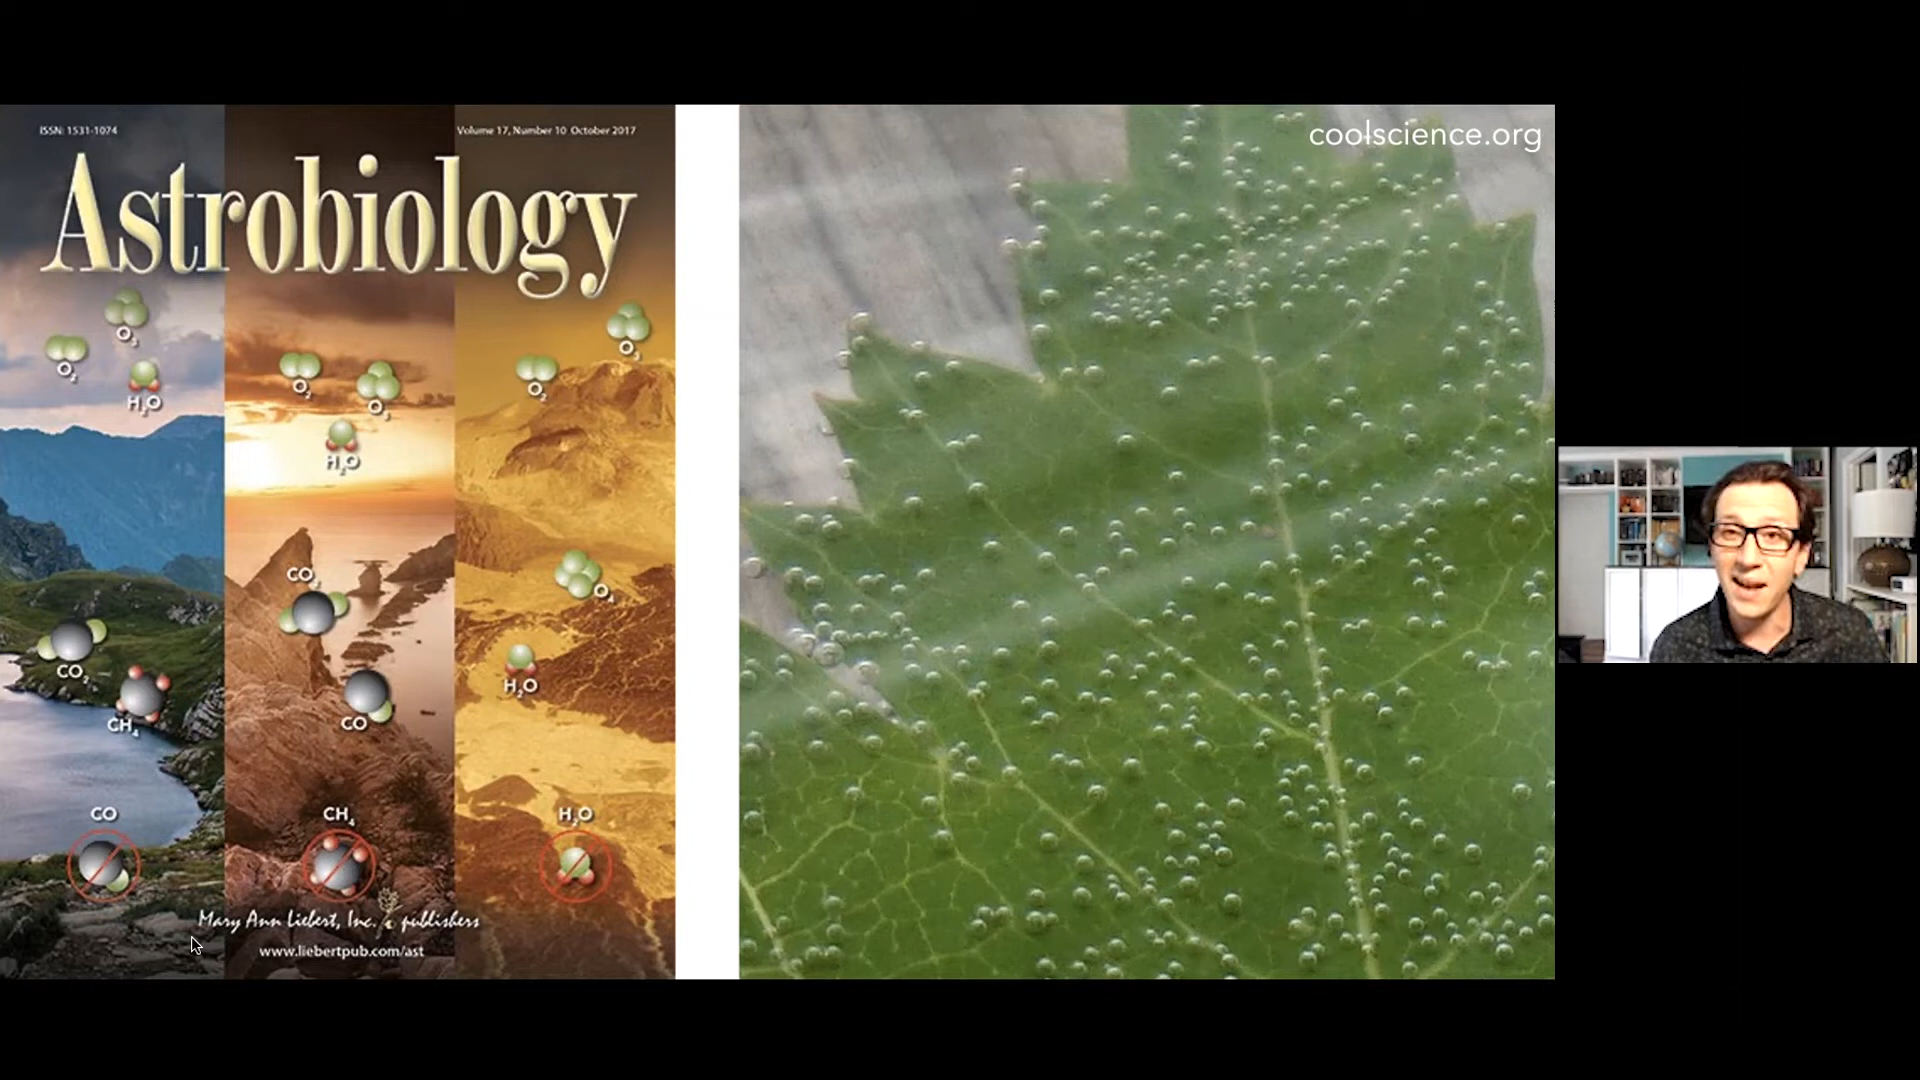 ISSN: 1531-1074
Volume 17, Number 10 October 2017
Astrobiology
O₃
O₂
H₂O
O₂
O₃
H₂O
O₃
O₂
O₄
H₂O
CO₂
CO
CO₂
CH₄
CO
CH₄
H₂O
Mary Ann Liebert, Inc. publishers
www.liebertpub.com/ast
coolscience.org